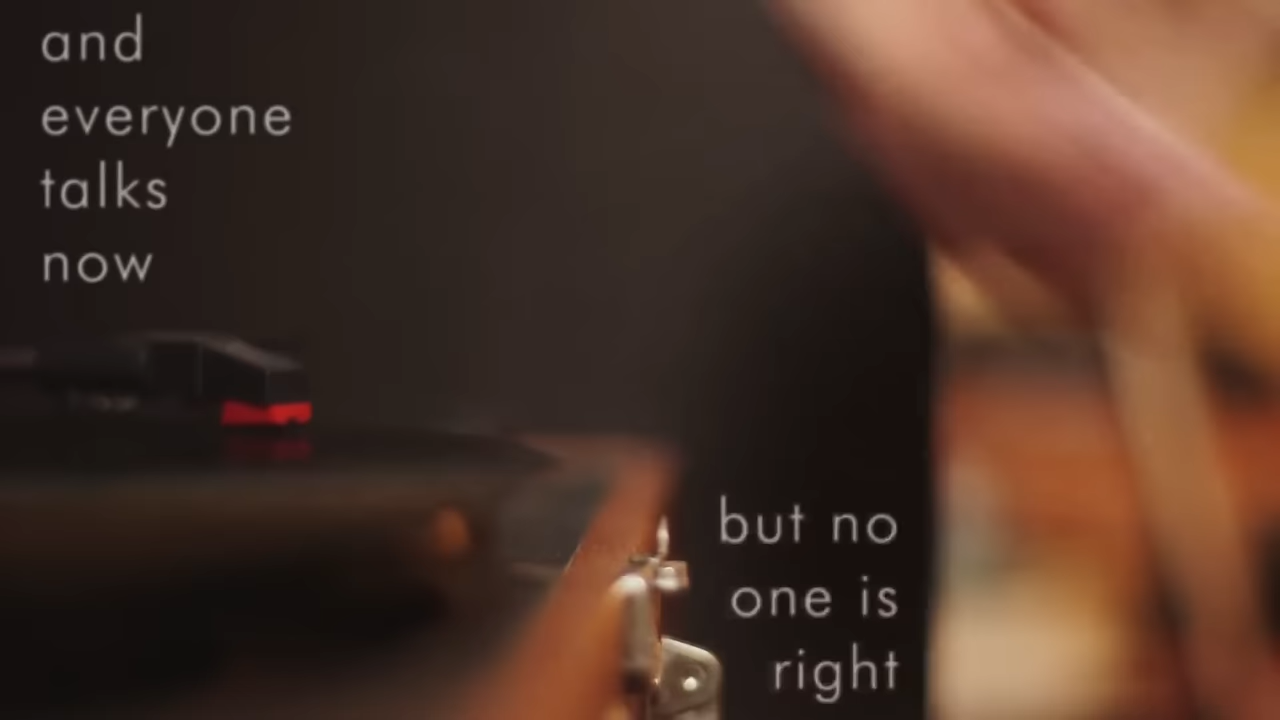 and
everyone
talks
now
but no
one is
right